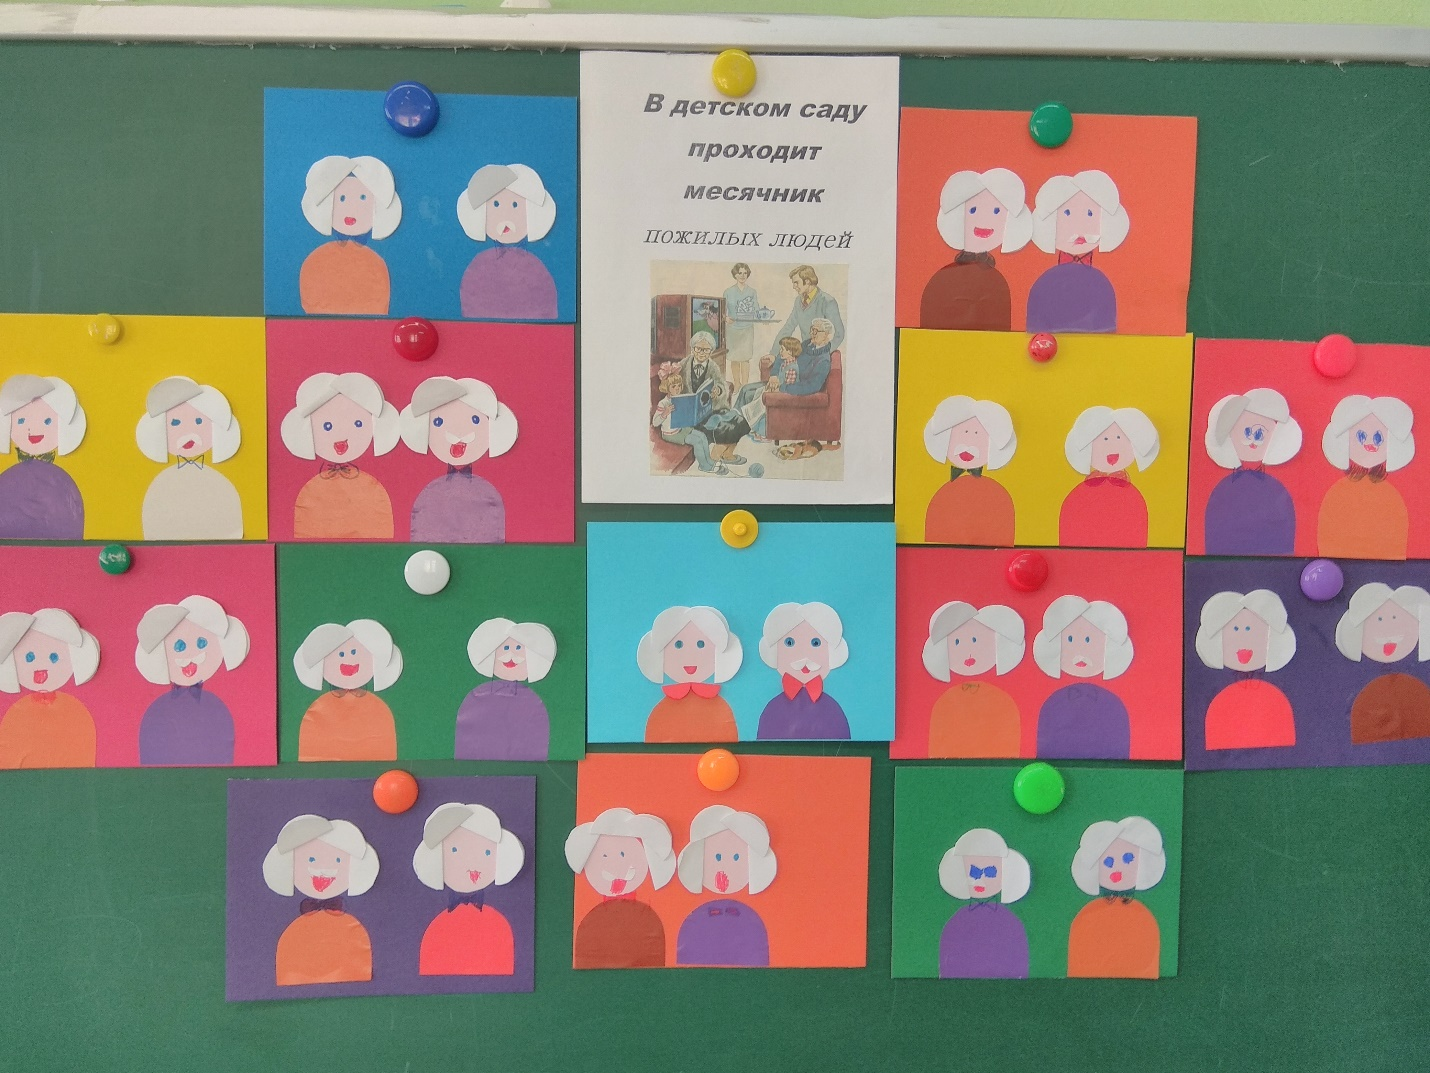 В детском саду
проходит
месячник
пожилых людей